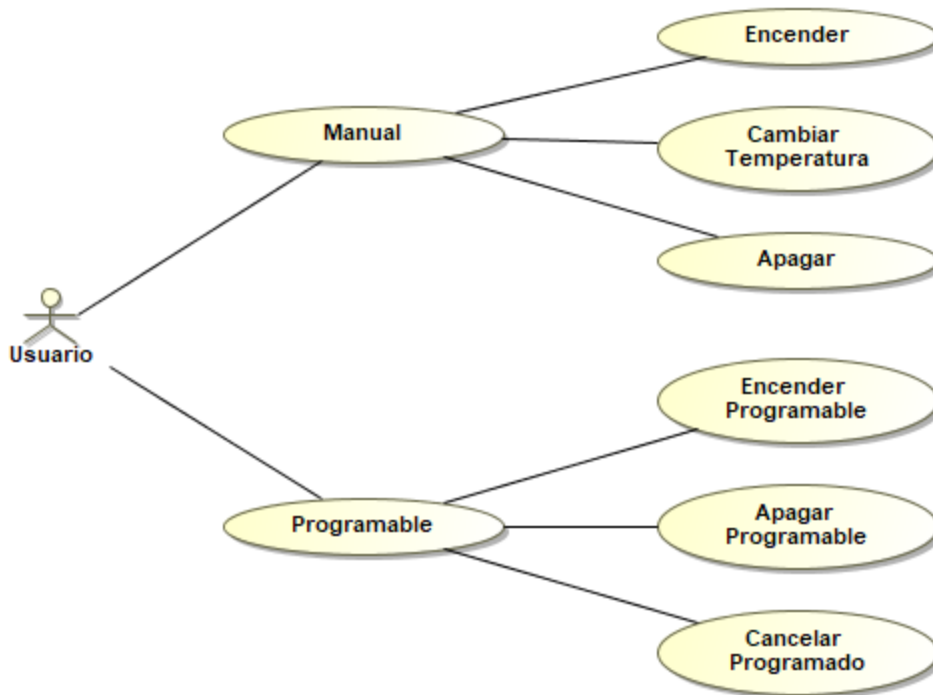 Encender
Manual
Cambiar
Temperatura
Apagar
Usuario
Encender
Programable
Programable
Apagar
Programable
Cancelar
Programado